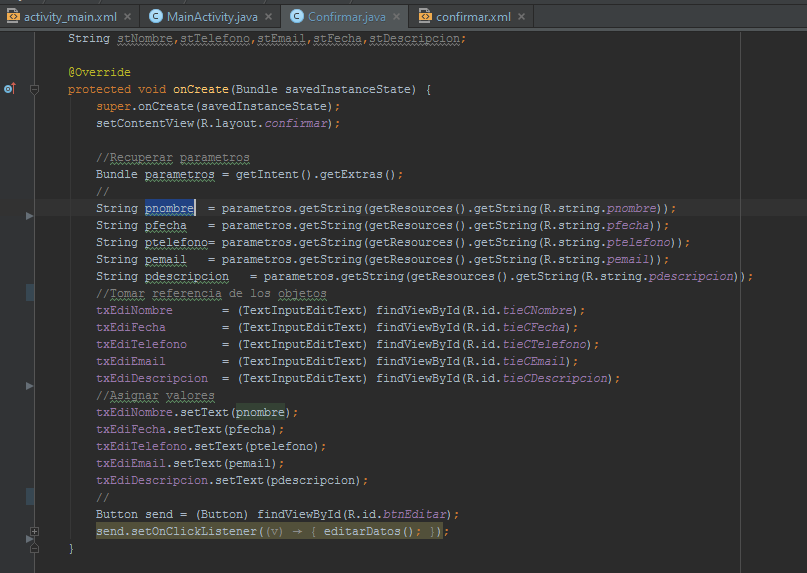 activity_main.xml × MainActivity.java × Confirmar.java × confirmar.xml ×
String stNombre,stTelefono,stEmail,stFecha,stDescripcion;
@Override
protected void onCreate(Bundle savedInstanceState) {
super.onCreate(savedInstanceState);
setContentView(R.layout.confirmar);
//Recuperar parametros
Bundle parametros = getIntent().getExtras();
//
String pnombre = parametros.getString(getResources().getString(R.string.pnombre));
String pfecha = parametros.getString(getResources().getString(R.string.pfecha));
String ptelefono= parametros.getString(getResources().getString(R.string.ptelefono));
String pemail = parametros.getString(getResources().getString(R.string.pemail));
String pdescripcion = parametros.getString(getResources().getString(R.string.pdescripcion));
//Tomar referencia de los objetos
txEdiNombre = (TextInputEditText) findViewById(R.id.tieCNombre);
txEdiFecha = (TextInputEditText) findViewById(R.id.tieCFecha);
txEdiTelefono = (TextInputEditText) findViewById(R.id.tieCTelefono);
txEdiEmail = (TextInputEditText) findViewById(R.id.tieCEmail);
txEdiDescripcion = (TextInputEditText) findViewById(R.id.tieCDescripcion);
//Asignar valores
txEdiNombre.setText(pnombre);
txEdiFecha.setText(pfecha);
txEdiTelefono.setText(ptelefono);
txEdiEmail.setText(pemail);
txEdiDescripcion.setText(pdescripcion);
//
Button send = (Button) findViewById(R.id.btnEditar);
send.setOnClickListener((v) → { editarDatos(); });
}